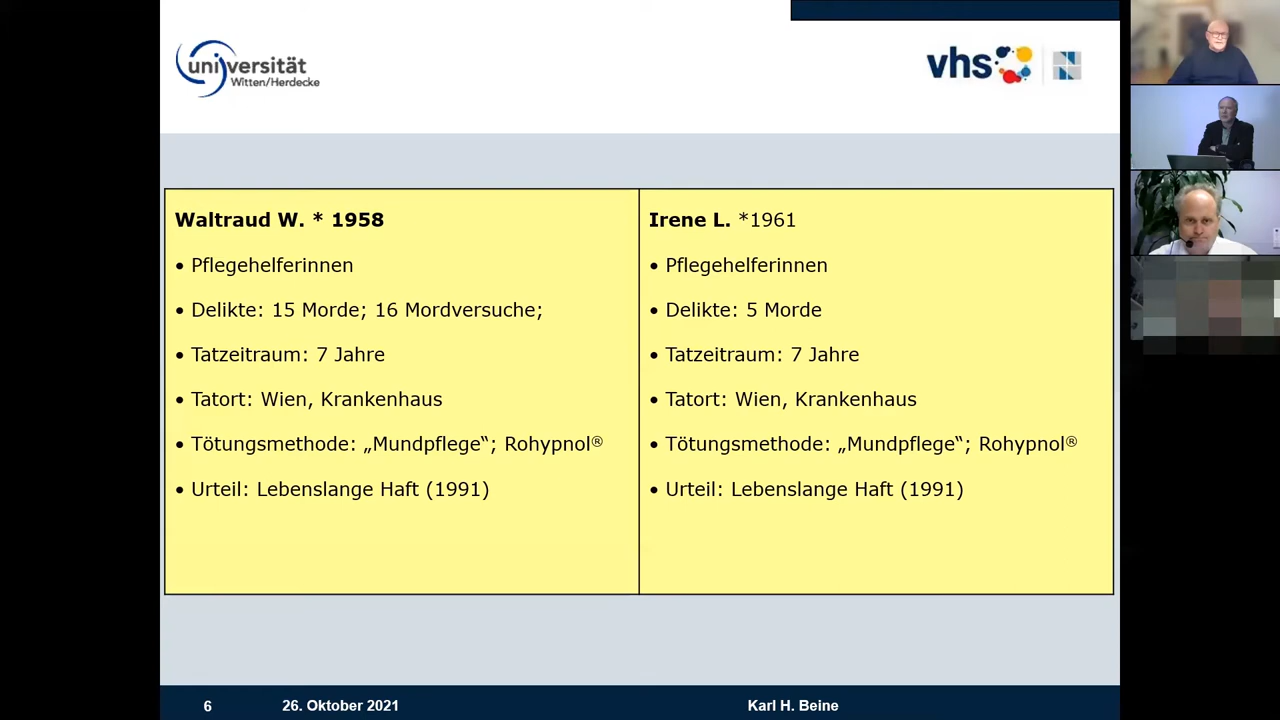 universität
Witten/Herdecke
vhs
Waltraud W. * 1958
• Pflegehelferinnen
• Delikte: 15 Morde; 16 Mordversuche;
• Tatzeitraum: 7 Jahre
• Tatort: Wien, Krankenhaus
• Tötungsmethode: „Mundpflege“; Rohypnol®
• Urteil: Lebenslange Haft (1991)
Irene L. *1961
• Pflegehelferinnen
• Delikte: 5 Morde
• Tatzeitraum: 7 Jahre
• Tatort: Wien, Krankenhaus
• Tötungsmethode: „Mundpflege“; Rohypnol®
• Urteil: Lebenslange Haft (1991)
6 26. Oktober 2021 Karl H. Beine